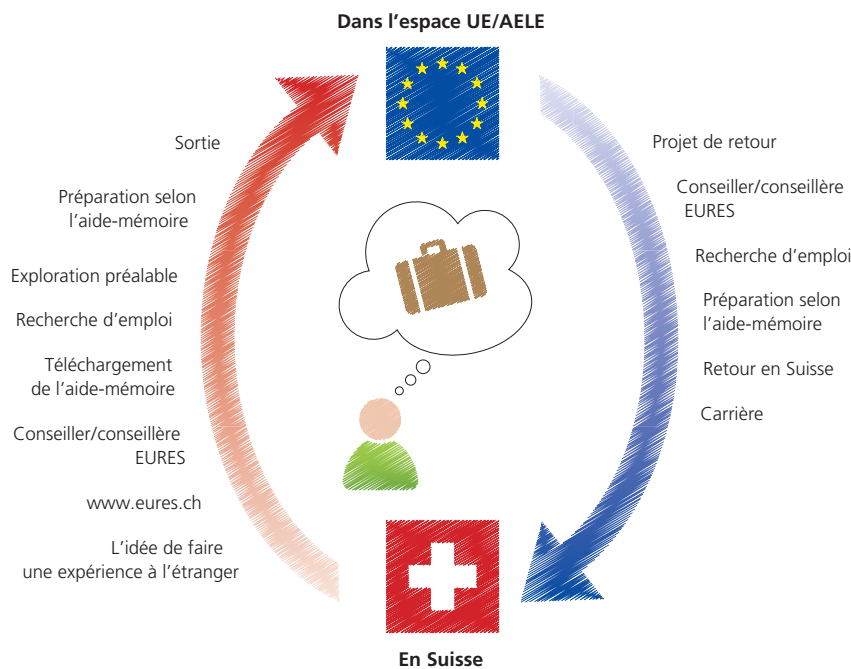 Dans l’espace UE/AELE
Sortie
Préparation selon
l’aide-mémoire
Exploration préalable
Recherche d’emploi
Téléchargement
de l’aide-mémoire
Conseiller/conseillère
EURES
www.eures.ch
L’idée de faire
une expérience à l’étranger
Projet de retour
Conseiller/conseillère
EURES
Recherche d’emploi
Préparation selon
l’aide-mémoire
Retour en Suisse
Carrière
En Suisse